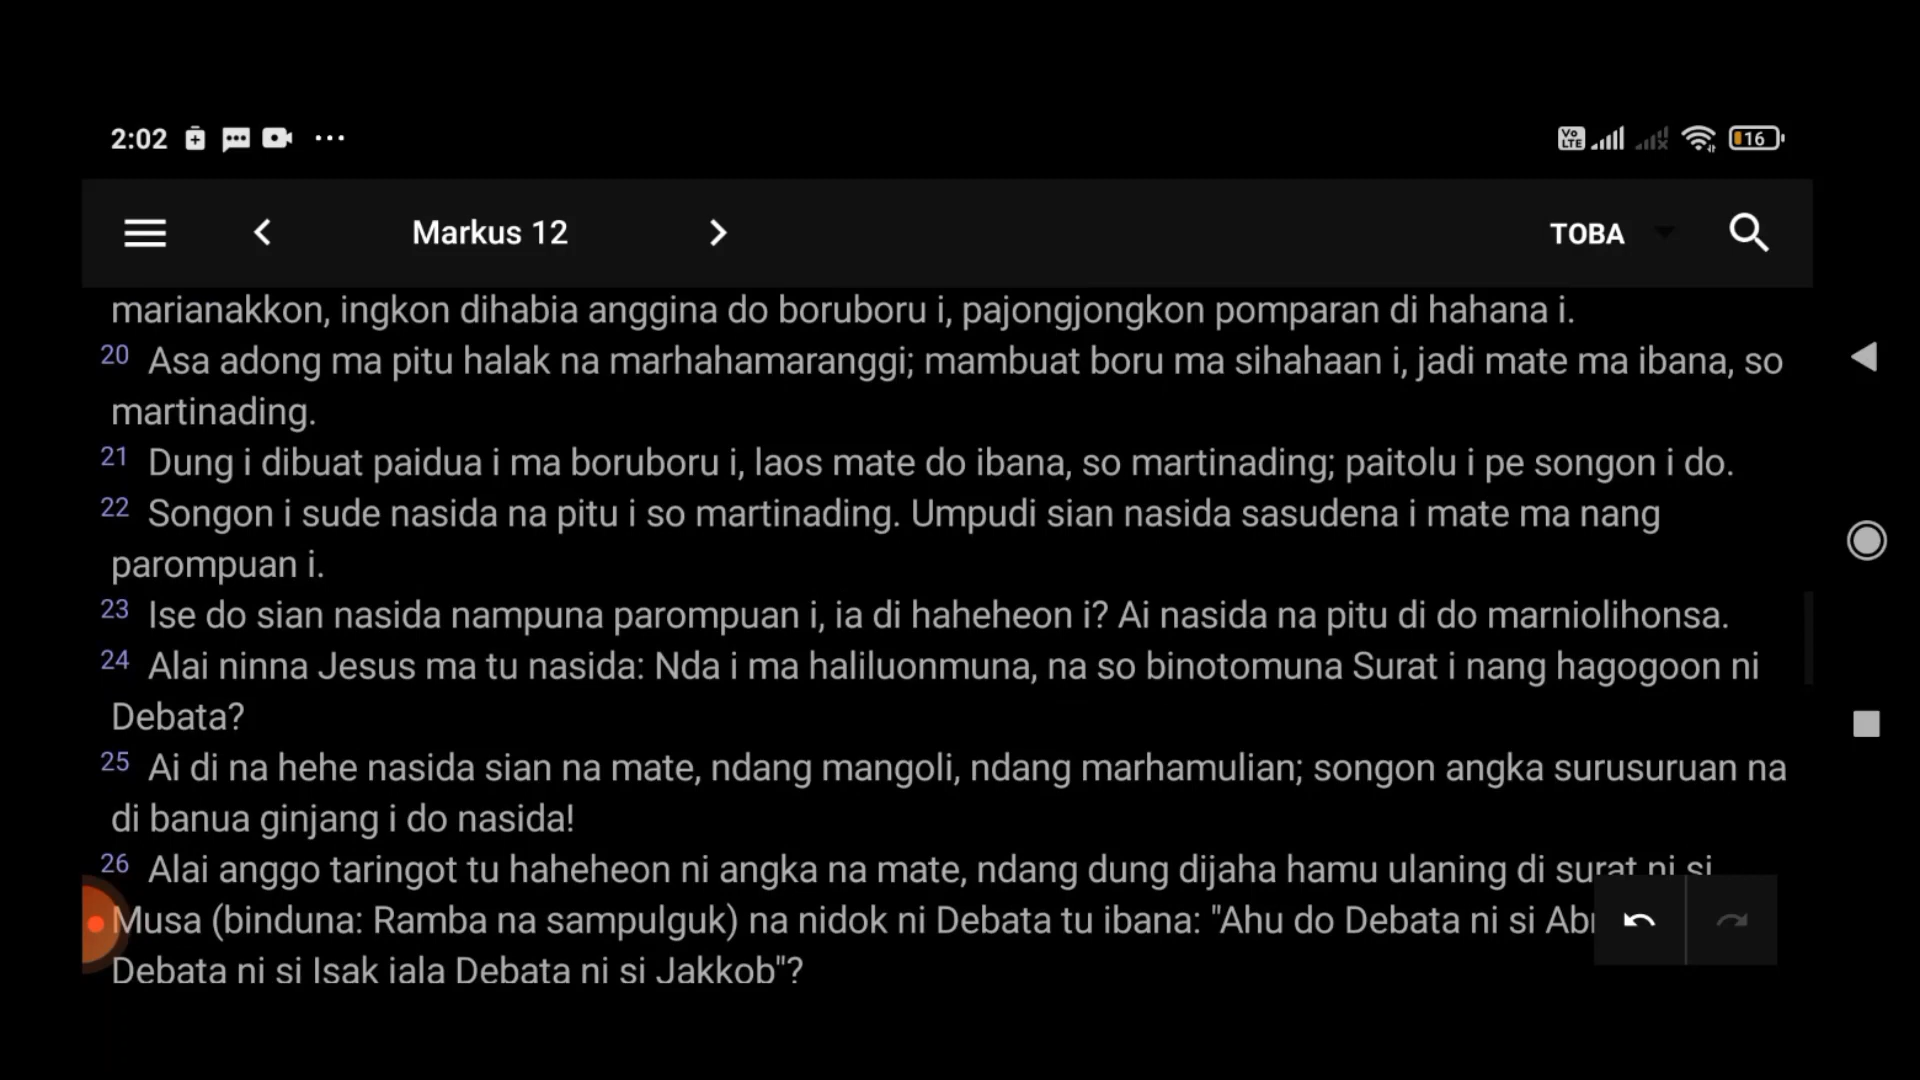 2:02
Vo LTE
16
Markus 12
TOBA
marianakkon, ingkon dihabia anggina do boruboru i, pajongjongkon pomparan di hahana i.
20 Asa adong ma pitu halak na marhahamaranggi; mambuat boru ma sihahaan i, jadi mate ma ibana, so
martinading.
21 Dung i dibuat paidua i ma boruboru i, laos mate do ibana, so martinading; paitolu i pe songon i do.
22 Songon i sude nasida na pitu i so martinading. Umpudi sian nasida sasudena i mate ma nang
parompuan i.
23 Ise do sian nasida nampuna parompuan i, ia di haheheon i? Ai nasida na pitu di do marniolihonsa.
24 Alai ninna Jesus ma tu nasida: Nda i ma haliluonmuna, na so binotomuna Surat i nang hagogoon ni
Debata?
25 Ai di na hehe nasida sian na mate, ndang mangoli, ndang marhamulian; songon angka surusuruan na
di banua ginjang i do nasida!
26 Alai anggo taringot tu haheheon ni angka na mate, ndang dung dijaha hamu ulaning di surat ni si
Musa (binduna: Ramba na sampulguk) na nidok ni Debata tu ibana: "Ahu do Debata ni si
Debata ni si Isak iala Debata ni si Jakkob"?